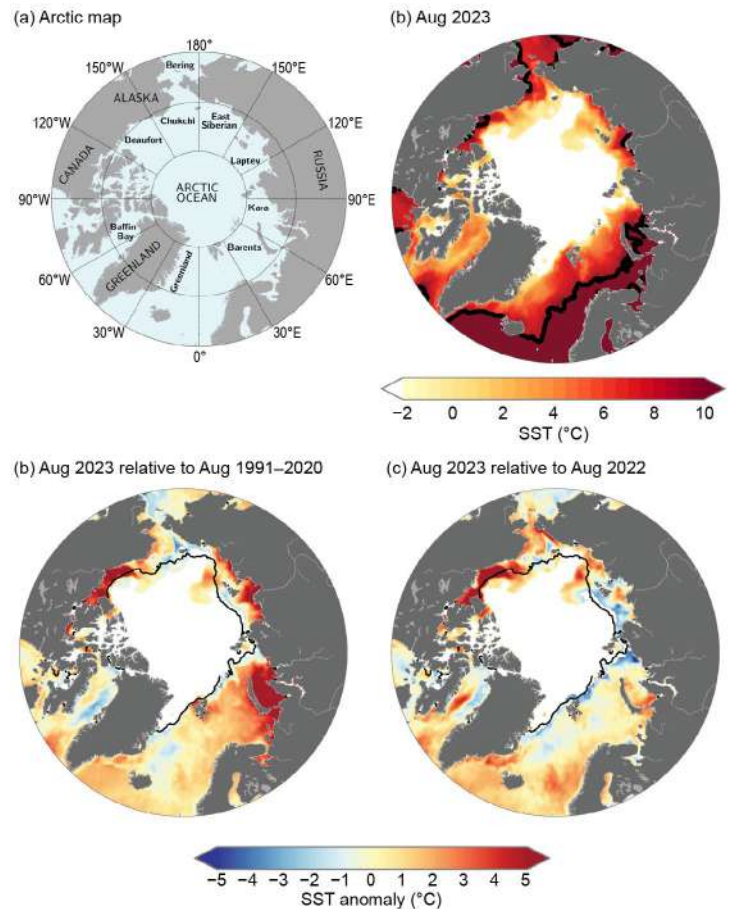 (a) Arctic map
180°
150°W
150°E
Bering
ALASKA
120°W
120°E
Chukchi
East
Siberian
Beaufort
CANADA
Laptev
RUSSIA
90°W
ARCTIC
OCEAN
Kara
90°E
Baffin
Bay
Barents
GREENLAND
Greenland
60°W
60°E
30°W
30°E
0°
(b) Aug 2023
−2 0 2 4 6 8 10
SST (°C)
(b) Aug 2023 relative to Aug 1991–2020
(c) Aug 2023 relative to Aug 2022
−5 −4 −3 −2 −1 0 1 2 3 4 5
SST anomaly (°C)